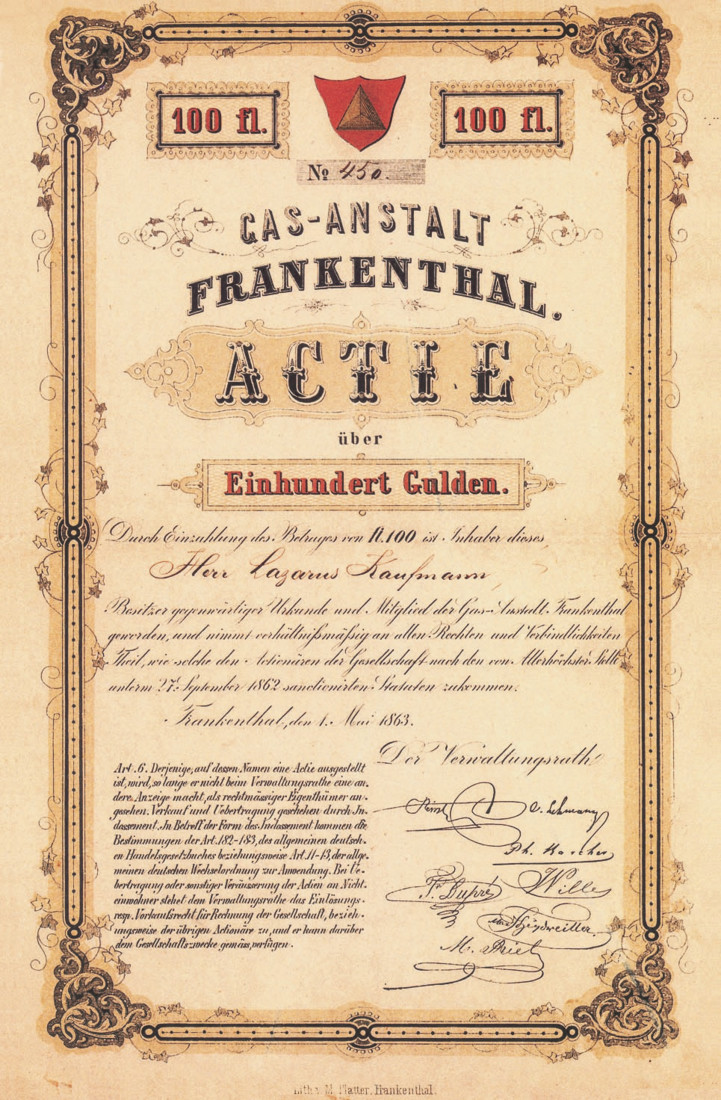 100 fl. 100 fl.
No 450.
GAS-ANSTALT
FRANKENTHAL.
ACTIE
über
Einhundert Gulden.
Durch Einzahlung des Betrages von fl.100 ist Inhaber dieses,
Herr Lazarus Kaufmann,
Besitzer gegenwärtiger Urkunde und Mitglied der Gas-Anstalt Frankenthal
geworden, und nimmt verhältnißmäßig an allen Rechten und Verbindlichkeiten
Theil, wie solche den Actionären der Gesellschaft nach den von Allerhöchster Stelle
unterm 27. September 1862 sanctionirten Statuten zukommen.
Frankenthal, den 1. Mai 1863.
Der Verwaltungsrath
Art. 6. Derjenige, auf dessen Namen eine Actie ausgestellt
ist, wird, so lange er nicht beim Verwaltungsrathe eine an-
dere Anzeige macht, als rechtmässiger Eigenthümer an-
gesehen. Verkauf und Uebertragung geschehen durch In-
dossement. In Betreff der Form des Indossement kommen die
Bestimmungen der Art. 182-183, des allgemeinen deutsch-
en Handelsgesetzbuches beziehungsweise Art. 11-13, der allge-
meinen deutschen Wechselordnung zur Anwendung. Bei Ue-
bertragung oder sonstiger Veräusserung der Actien an Nicht-
einwohner stehet dem Verwaltungsrathe das Einlösungs-
resp. Vorkaufsrecht für Rechnung der Gesellschaft, bezieh-
ungsweise der übrigen Actionäre zu, und er kann darüber
dem Gesellschaftszwecke gemäss, verfügen.
Ph.
Wille
M.
Lith. v. M. Platter, Frankenthal.